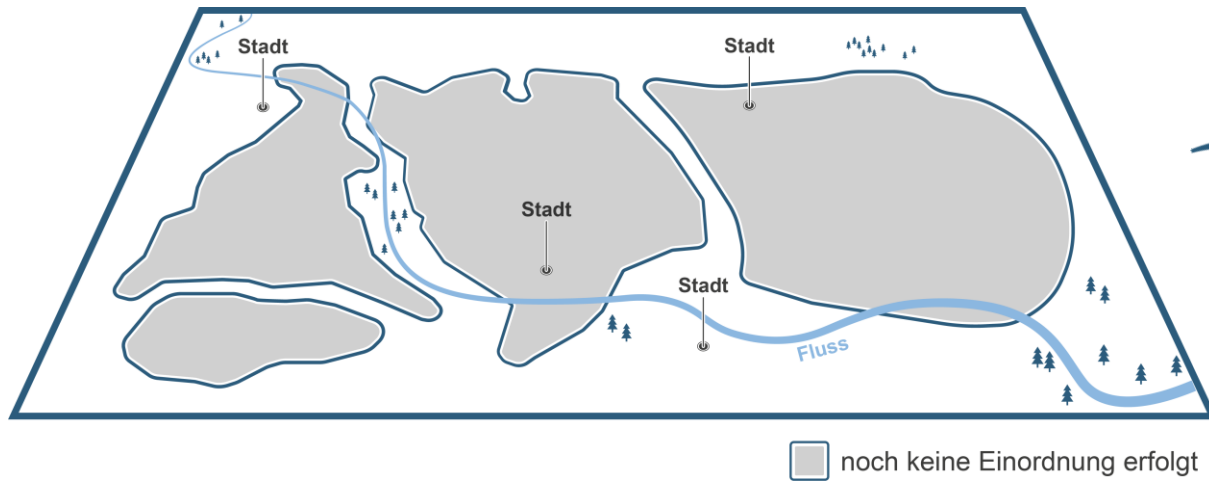 Stadt
Stadt
Stadt
Stadt
Fluss
noch keine Einordnung erfolgt